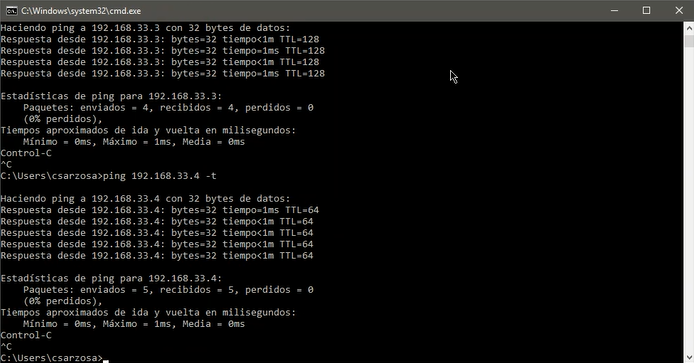 C:\Windows\system32\cmd.exe
Haciendo ping a 192.168.33.3 con 32 bytes de datos:
Respuesta desde 192.168.33.3: bytes=32 tiempo<1m TTL=128
Respuesta desde 192.168.33.3: bytes=32 tiempo=1ms TTL=128
Respuesta desde 192.168.33.3: bytes=32 tiempo<1m TTL=128
Respuesta desde 192.168.33.3: bytes=32 tiempo=1ms TTL=128
Estadísticas de ping para 192.168.33.3:
Paquetes: enviados = 4, recibidos = 4, perdidos = 0
(0% perdidos),
Tiempos aproximados de ida y vuelta en milisegundos:
Mínimo = 0ms, Máximo = 1ms, Media = 0ms
Control-C
^C
C:\Users\csarzosa>ping 192.168.33.4 -t
Haciendo ping a 192.168.33.4 con 32 bytes de datos:
Respuesta desde 192.168.33.4: bytes=32 tiempo=1ms TTL=64
Respuesta desde 192.168.33.4: bytes=32 tiempo<1m TTL=64
Respuesta desde 192.168.33.4: bytes=32 tiempo<1m TTL=64
Respuesta desde 192.168.33.4: bytes=32 tiempo<1m TTL=64
Respuesta desde 192.168.33.4: bytes=32 tiempo<1m TTL=64
Estadísticas de ping para 192.168.33.4:
Paquetes: enviados = 5, recibidos = 5, perdidos = 0
(0% perdidos),
Tiempos aproximados de ida y vuelta en milisegundos:
Mínimo = 0ms, Máximo = 1ms, Media = 0ms
Control-C
^C
C:\Users\csarzosa>